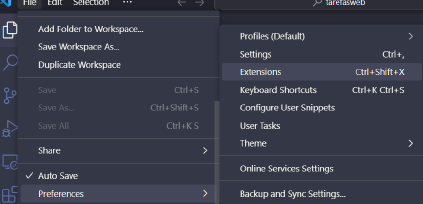 File Edit Selection ··· tarefasweb
Add Folder to Workspace...
Save Workspace As...
Duplicate Workspace
Save Ctrl+S
Save As... Ctrl+Shift+S
Save All Ctrl+K S
Share
Auto Save
Preferences
Profiles (Default)
Settings Ctrl+,
Extensions Ctrl+Shift+X
Keyboard Shortcuts Ctrl+K Ctrl+S
Configure User Snippets
User Tasks
Theme
Online Services Settings
Backup and Sync Settings...